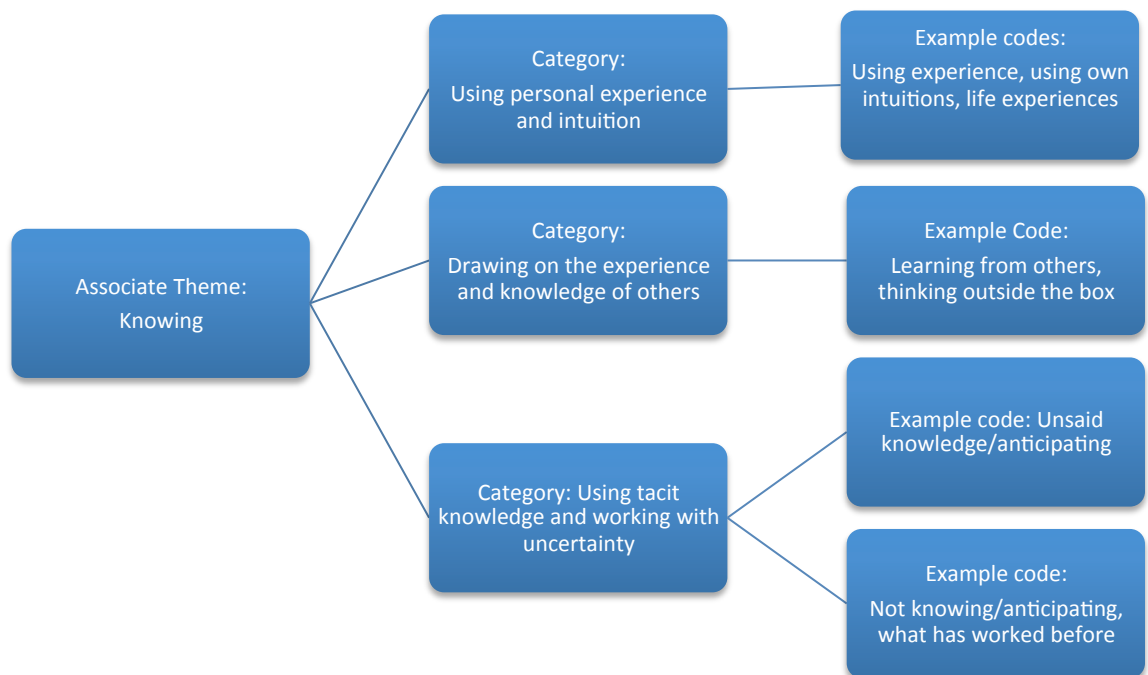 Associate Theme:
Knowing
Category:
Using personal experience
and intuition
Example codes:
Using experience, using own
intuitions, life experiences
Category:
Drawing on the experience
and knowledge of others
Example Code:
Learning from others,
thinking outside the box
Category: Using tacit
knowledge and working with
uncertainty
Example code: Unsaid
knowledge/anticipating
Example code:
Not knowing/anticipating,
what has worked before